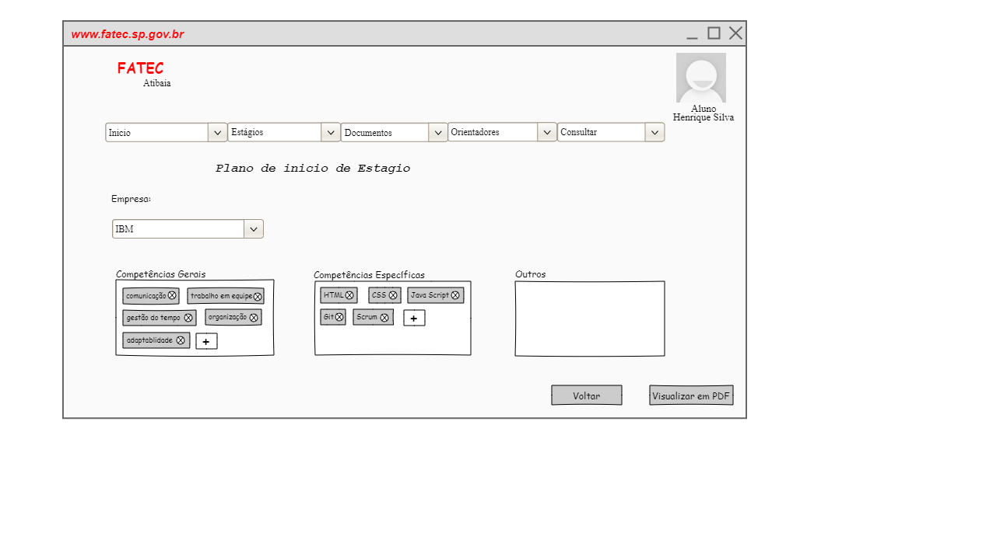 www.fatec.sp.gov.br
FATEC
Atibaia
Aluno
Henrique Silva
Inicio Estágios Documentos Orientadores Consultar
Plano de inicio de Estagio
Empresa:
IBM
Competências Gerais
comunicação trabalho em equipe
gestão do tempo organização
adaptablidade +
Competências Específicas
HTML CSS Java Script
Git Scrum +
Outros
Voltar Visualizar em PDF